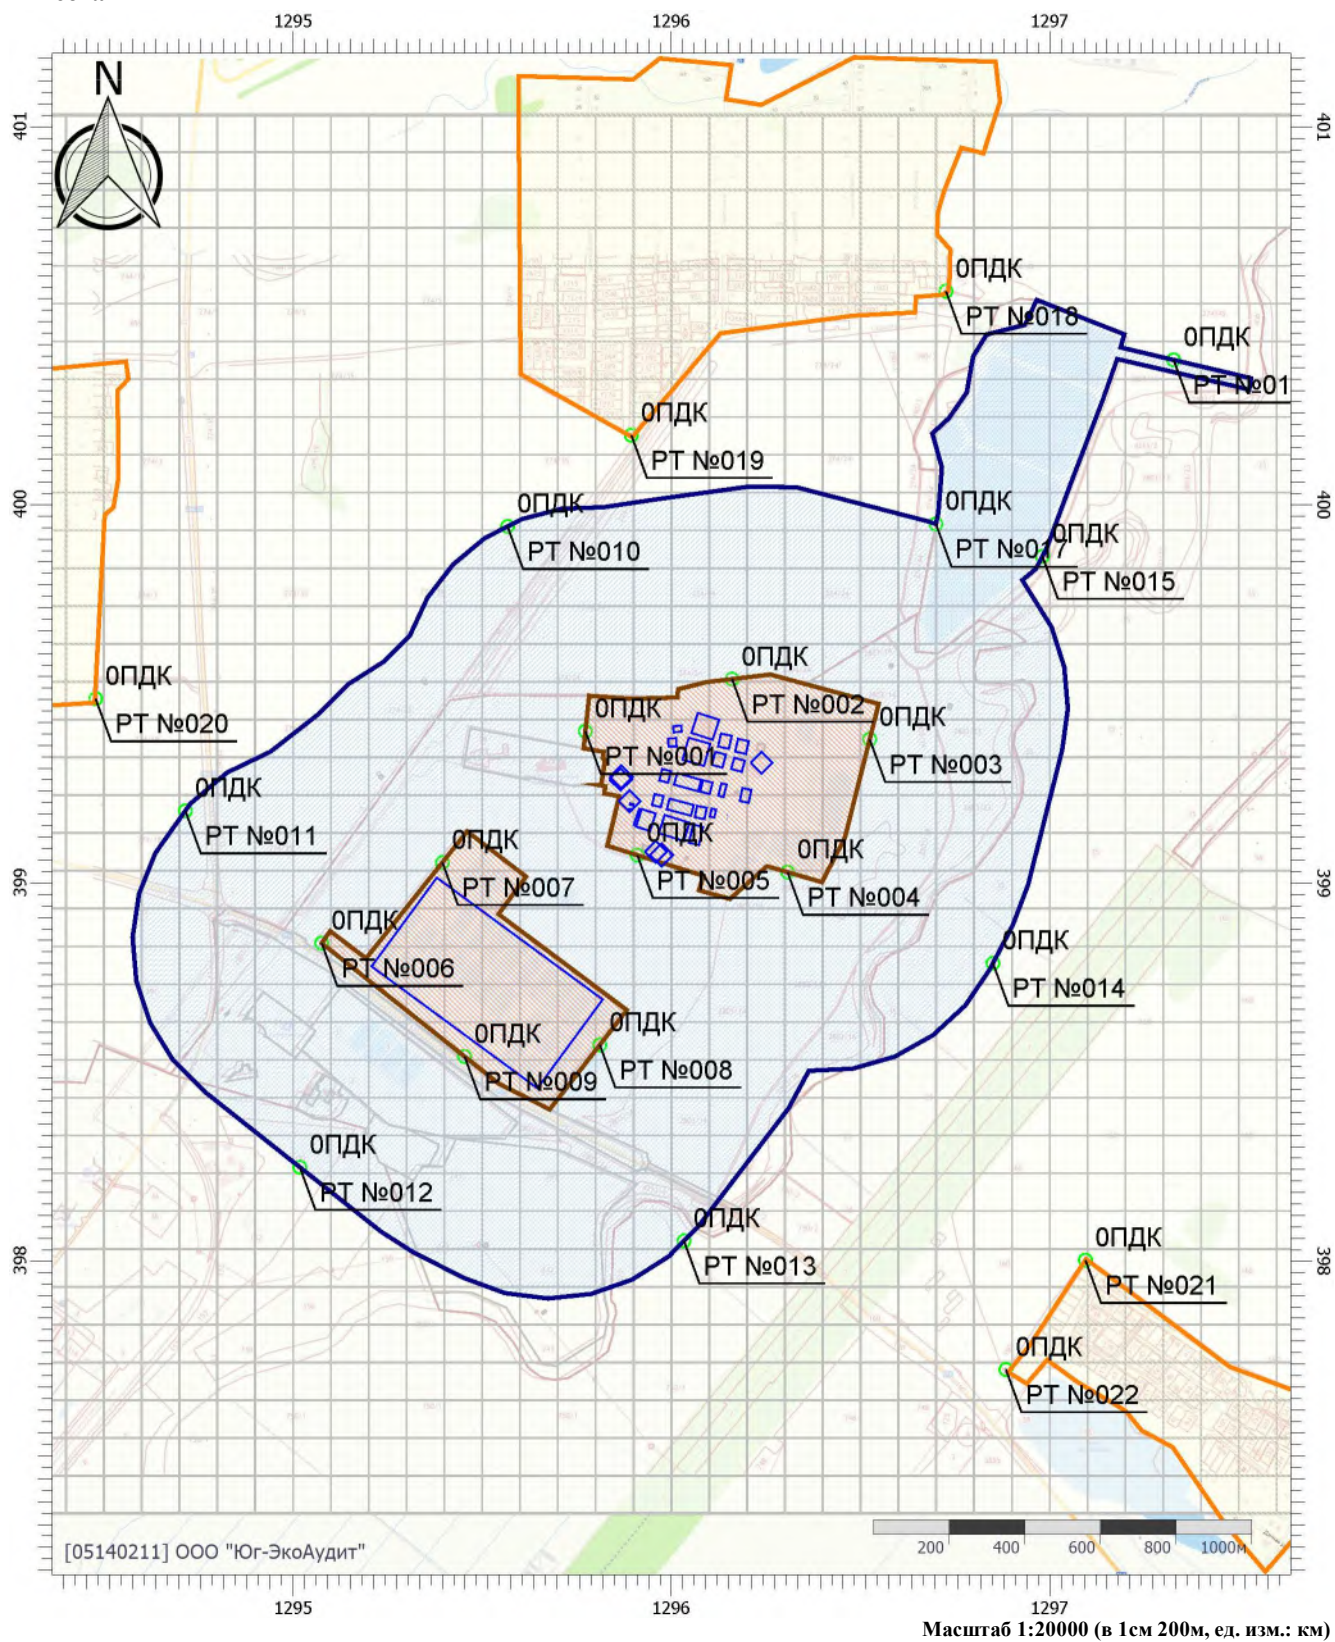 1295 1296 1297
401 401
N
0ПДК
РТ №018
0ПДК
РТ №01
0ПДК
РТ №019
400 400
0ПДК
РТ №010
0ПДК
РТ №017
0ПДК
РТ №015
0ПДК
РТ №020
0ПДК
РТ №002
0ПДК
РТ №001
0ПДК
РТ №003
0ПДК
РТ №011
399 399
0ПДК
РТ №007
0ПДК
РТ №005
0ПДК
РТ №004
0ПДК
РТ №006
0ПДК
РТ №014
0ПДК
РТ №008
0ПДК
РТ №009
0ПДК
РТ №012
398 398
0ПДК
РТ №013
0ПДК
РТ №021
0ПДК
РТ №022
200 400 600 800 1000м
[05140211] ООО "Юг-ЭкоАудит"
1295 1296 1297
Масштаб 1:20000 (в 1см 200м, ед. изм.: км)